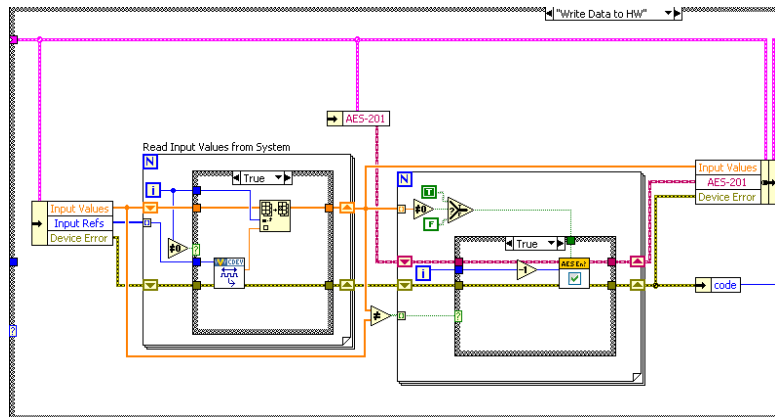 "Write Data to HW"
AES-201
Read Input Values from System
N
True
i
Input Values
Input Refs
Device Error
≠0
V CDEV
N
T
F
≠0
?
True
i
-1
AES En?
≠
?
Input Values
AES-201
Device Error
code
?
?